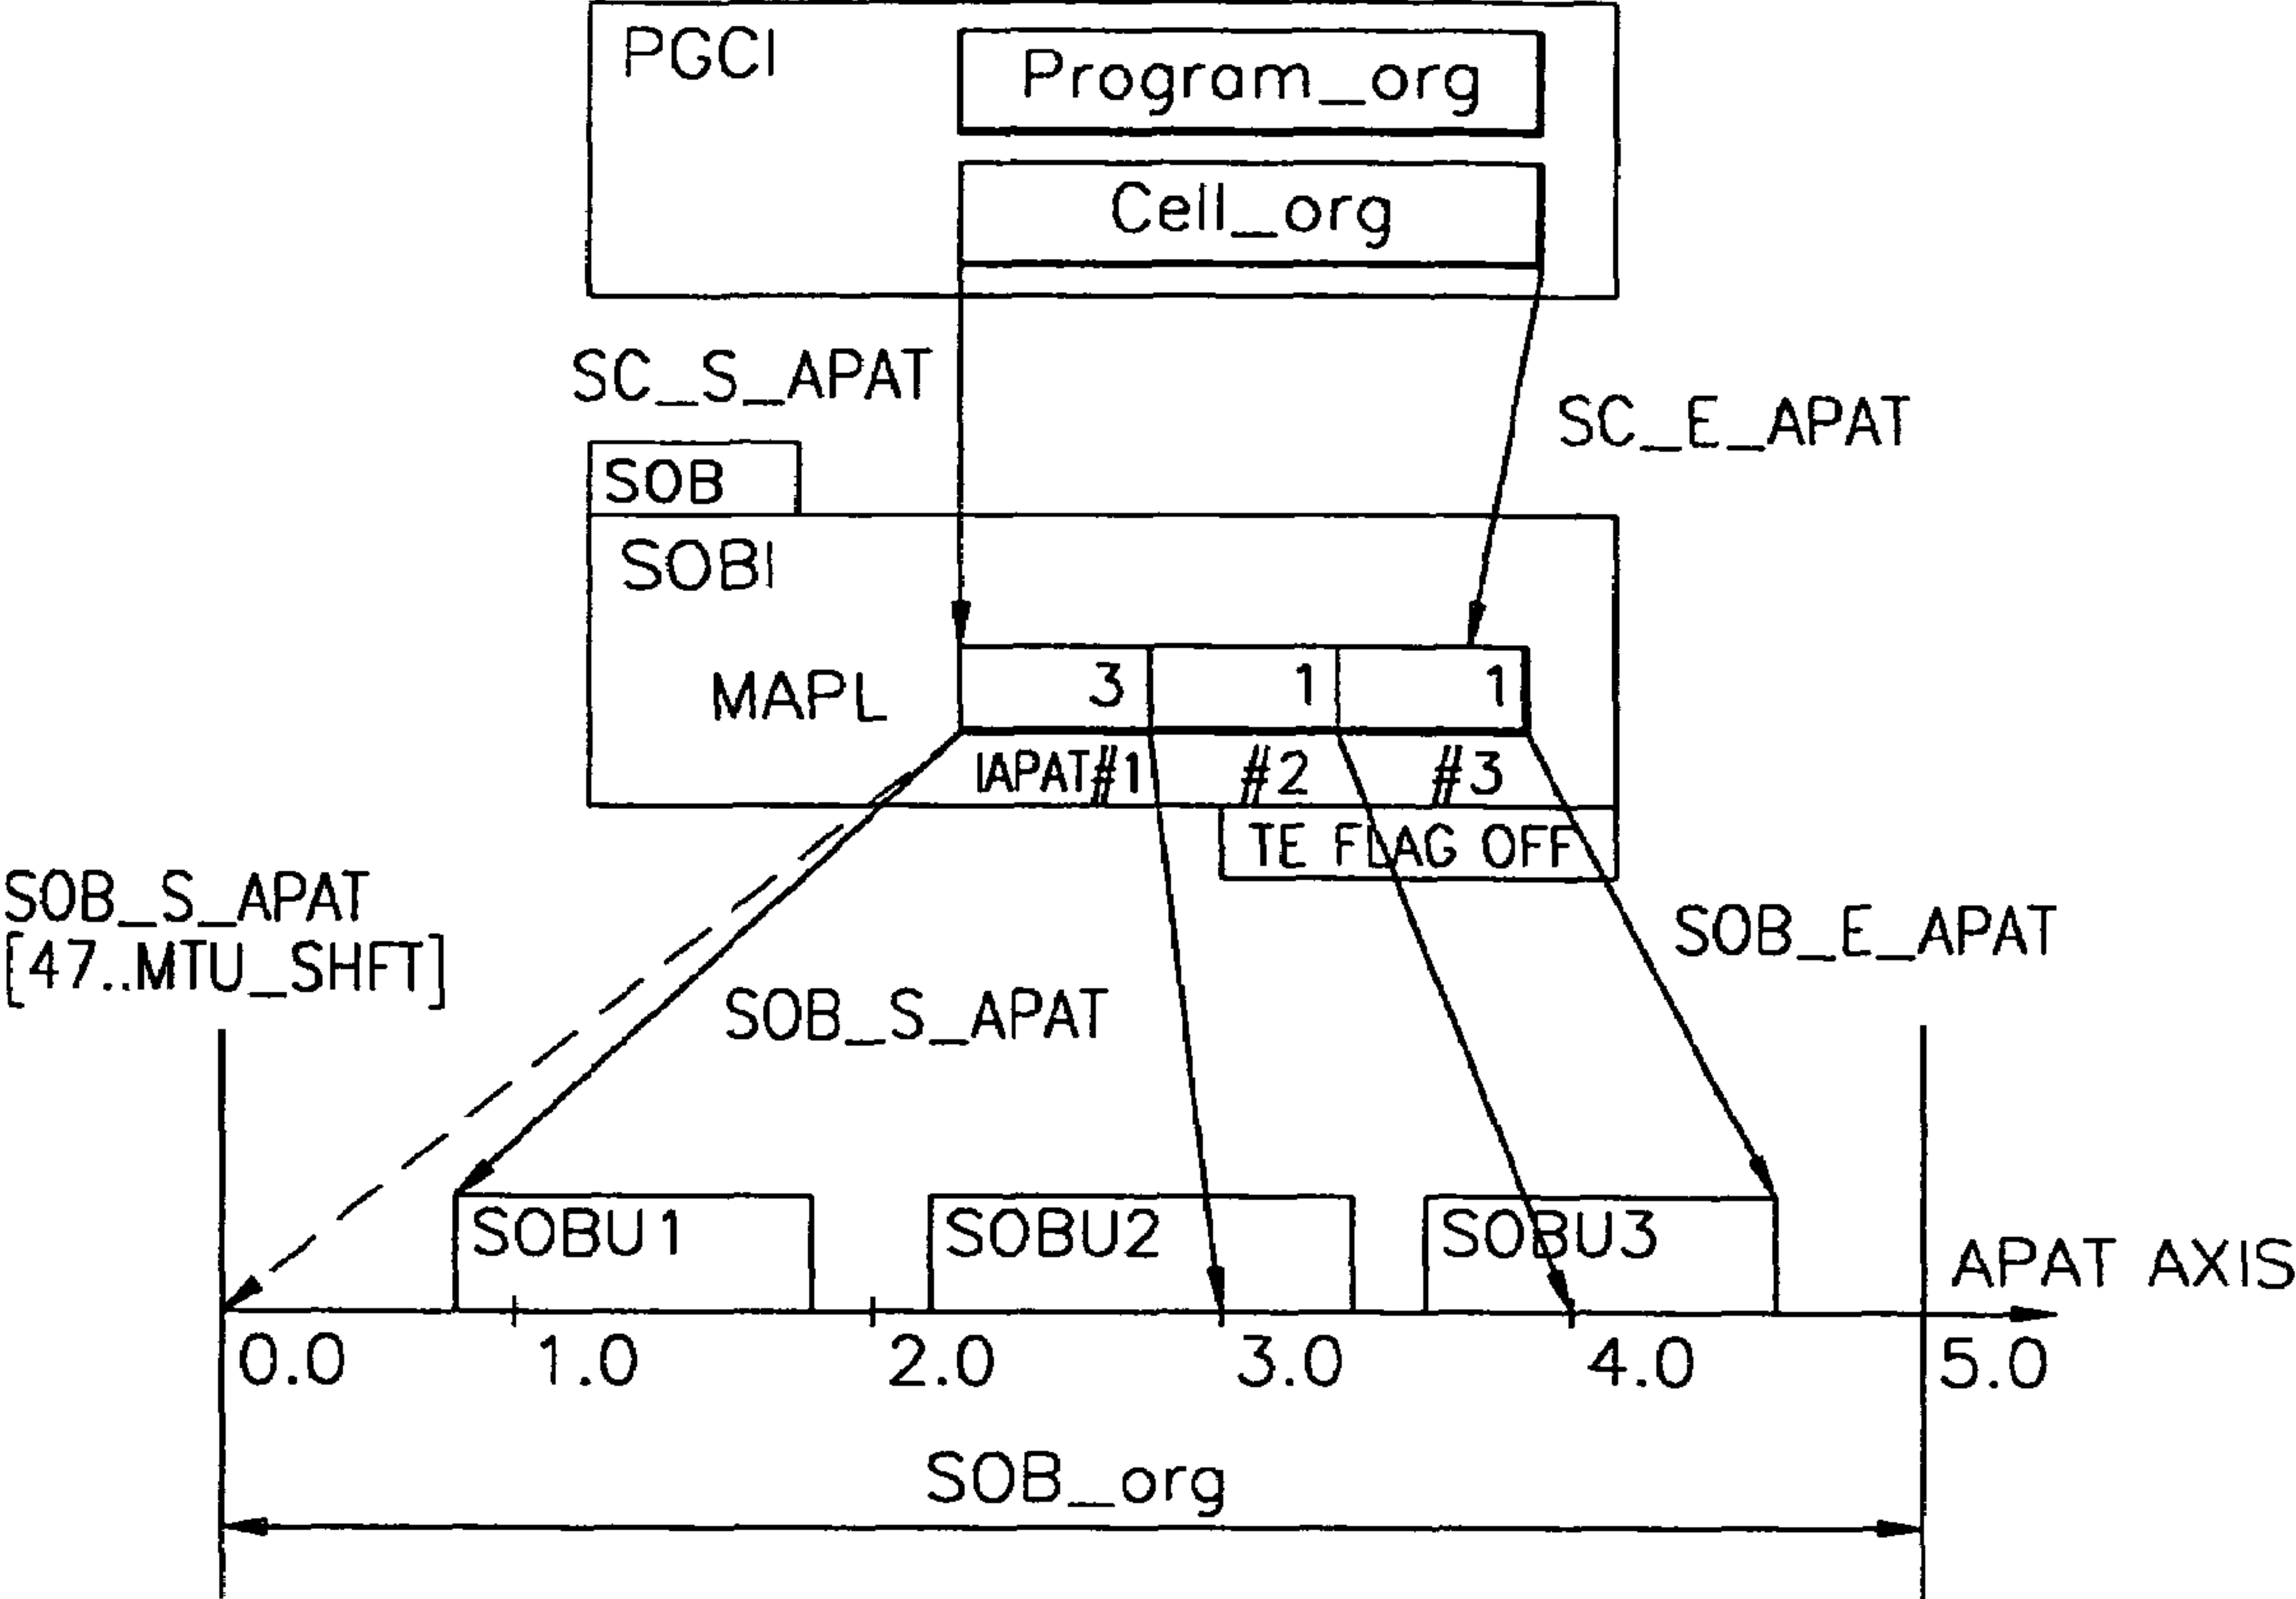 PGCI
Program_org
Cell_org
SC_S_APAT
SC_E_APAT
SOB
SOBI
MAPL
3 1 1
IAPAT#1 #2 #3
TE FLAG OFF
SOB_S_APAT
[47..MTU_SHFT]
SOB_E_APAT
SOB_S_APAT
SOBU1 SOBU2 SOBU3
APAT AXIS
0.0 1.0 2.0 3.0 4.0 5.0
SOB_org